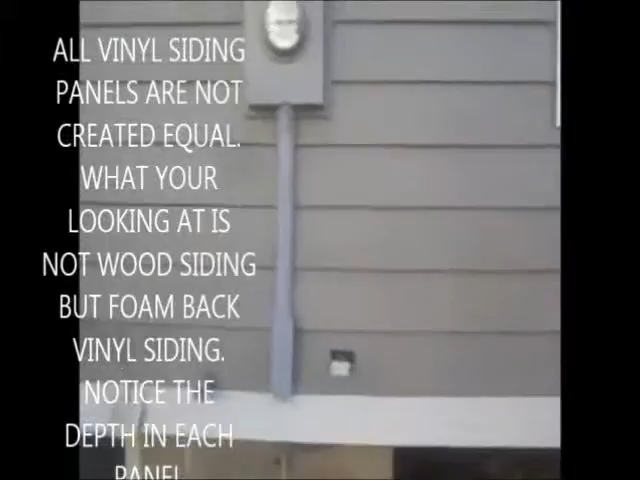 ALL VINYL SIDING
PANELS ARE NOT
CREATED EQUAL.
WHAT YOUR
LOOKING AT IS
NOT WOOD SIDING
BUT FOAM BACK
VINYL SIDING.
NOTICE THE
DEPTH IN EACH
PANEL